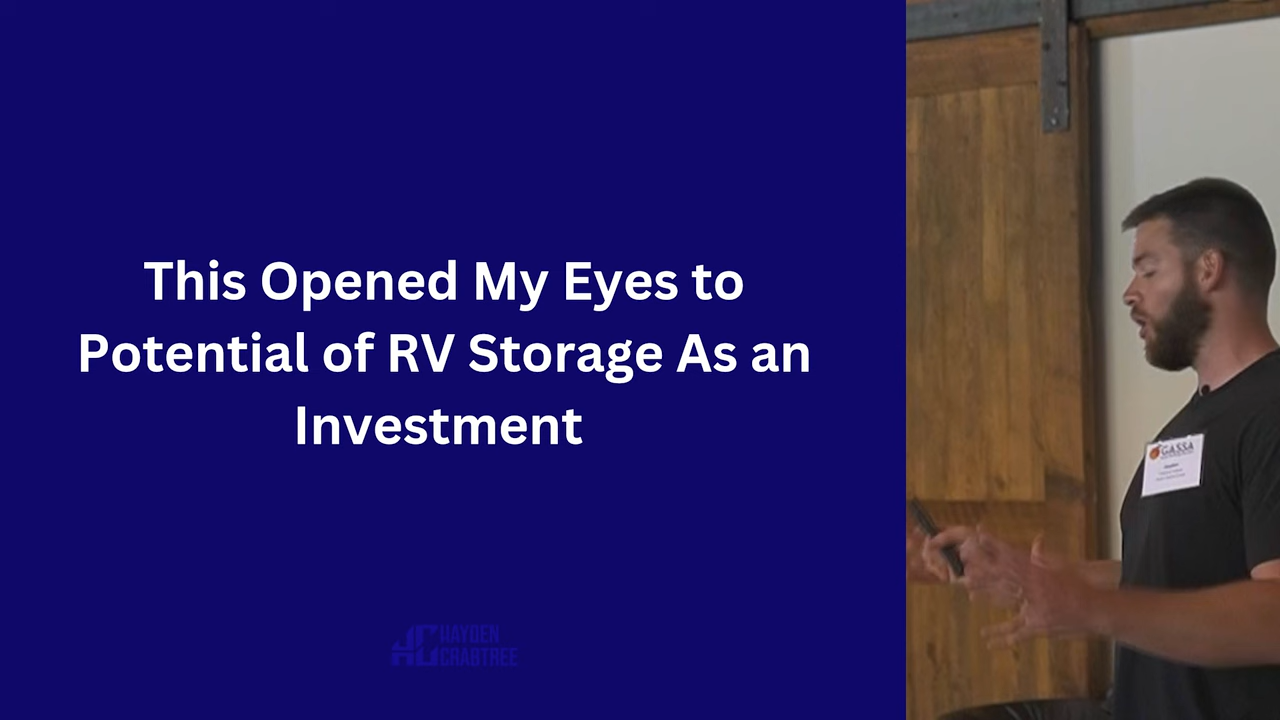 This Opened My Eyes to
Potential of RV Storage As an
Investment
GASSA
HAYDEN
CRABTREE